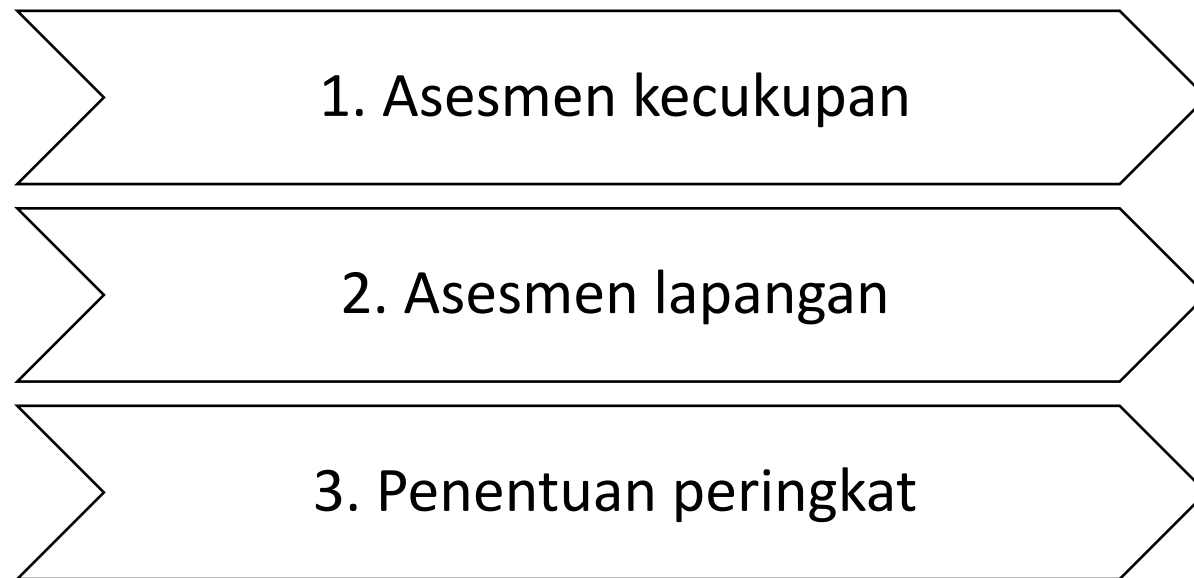 1. Asesmen kecukupan
2. Asesmen lapangan
3. Penentuan peringkat